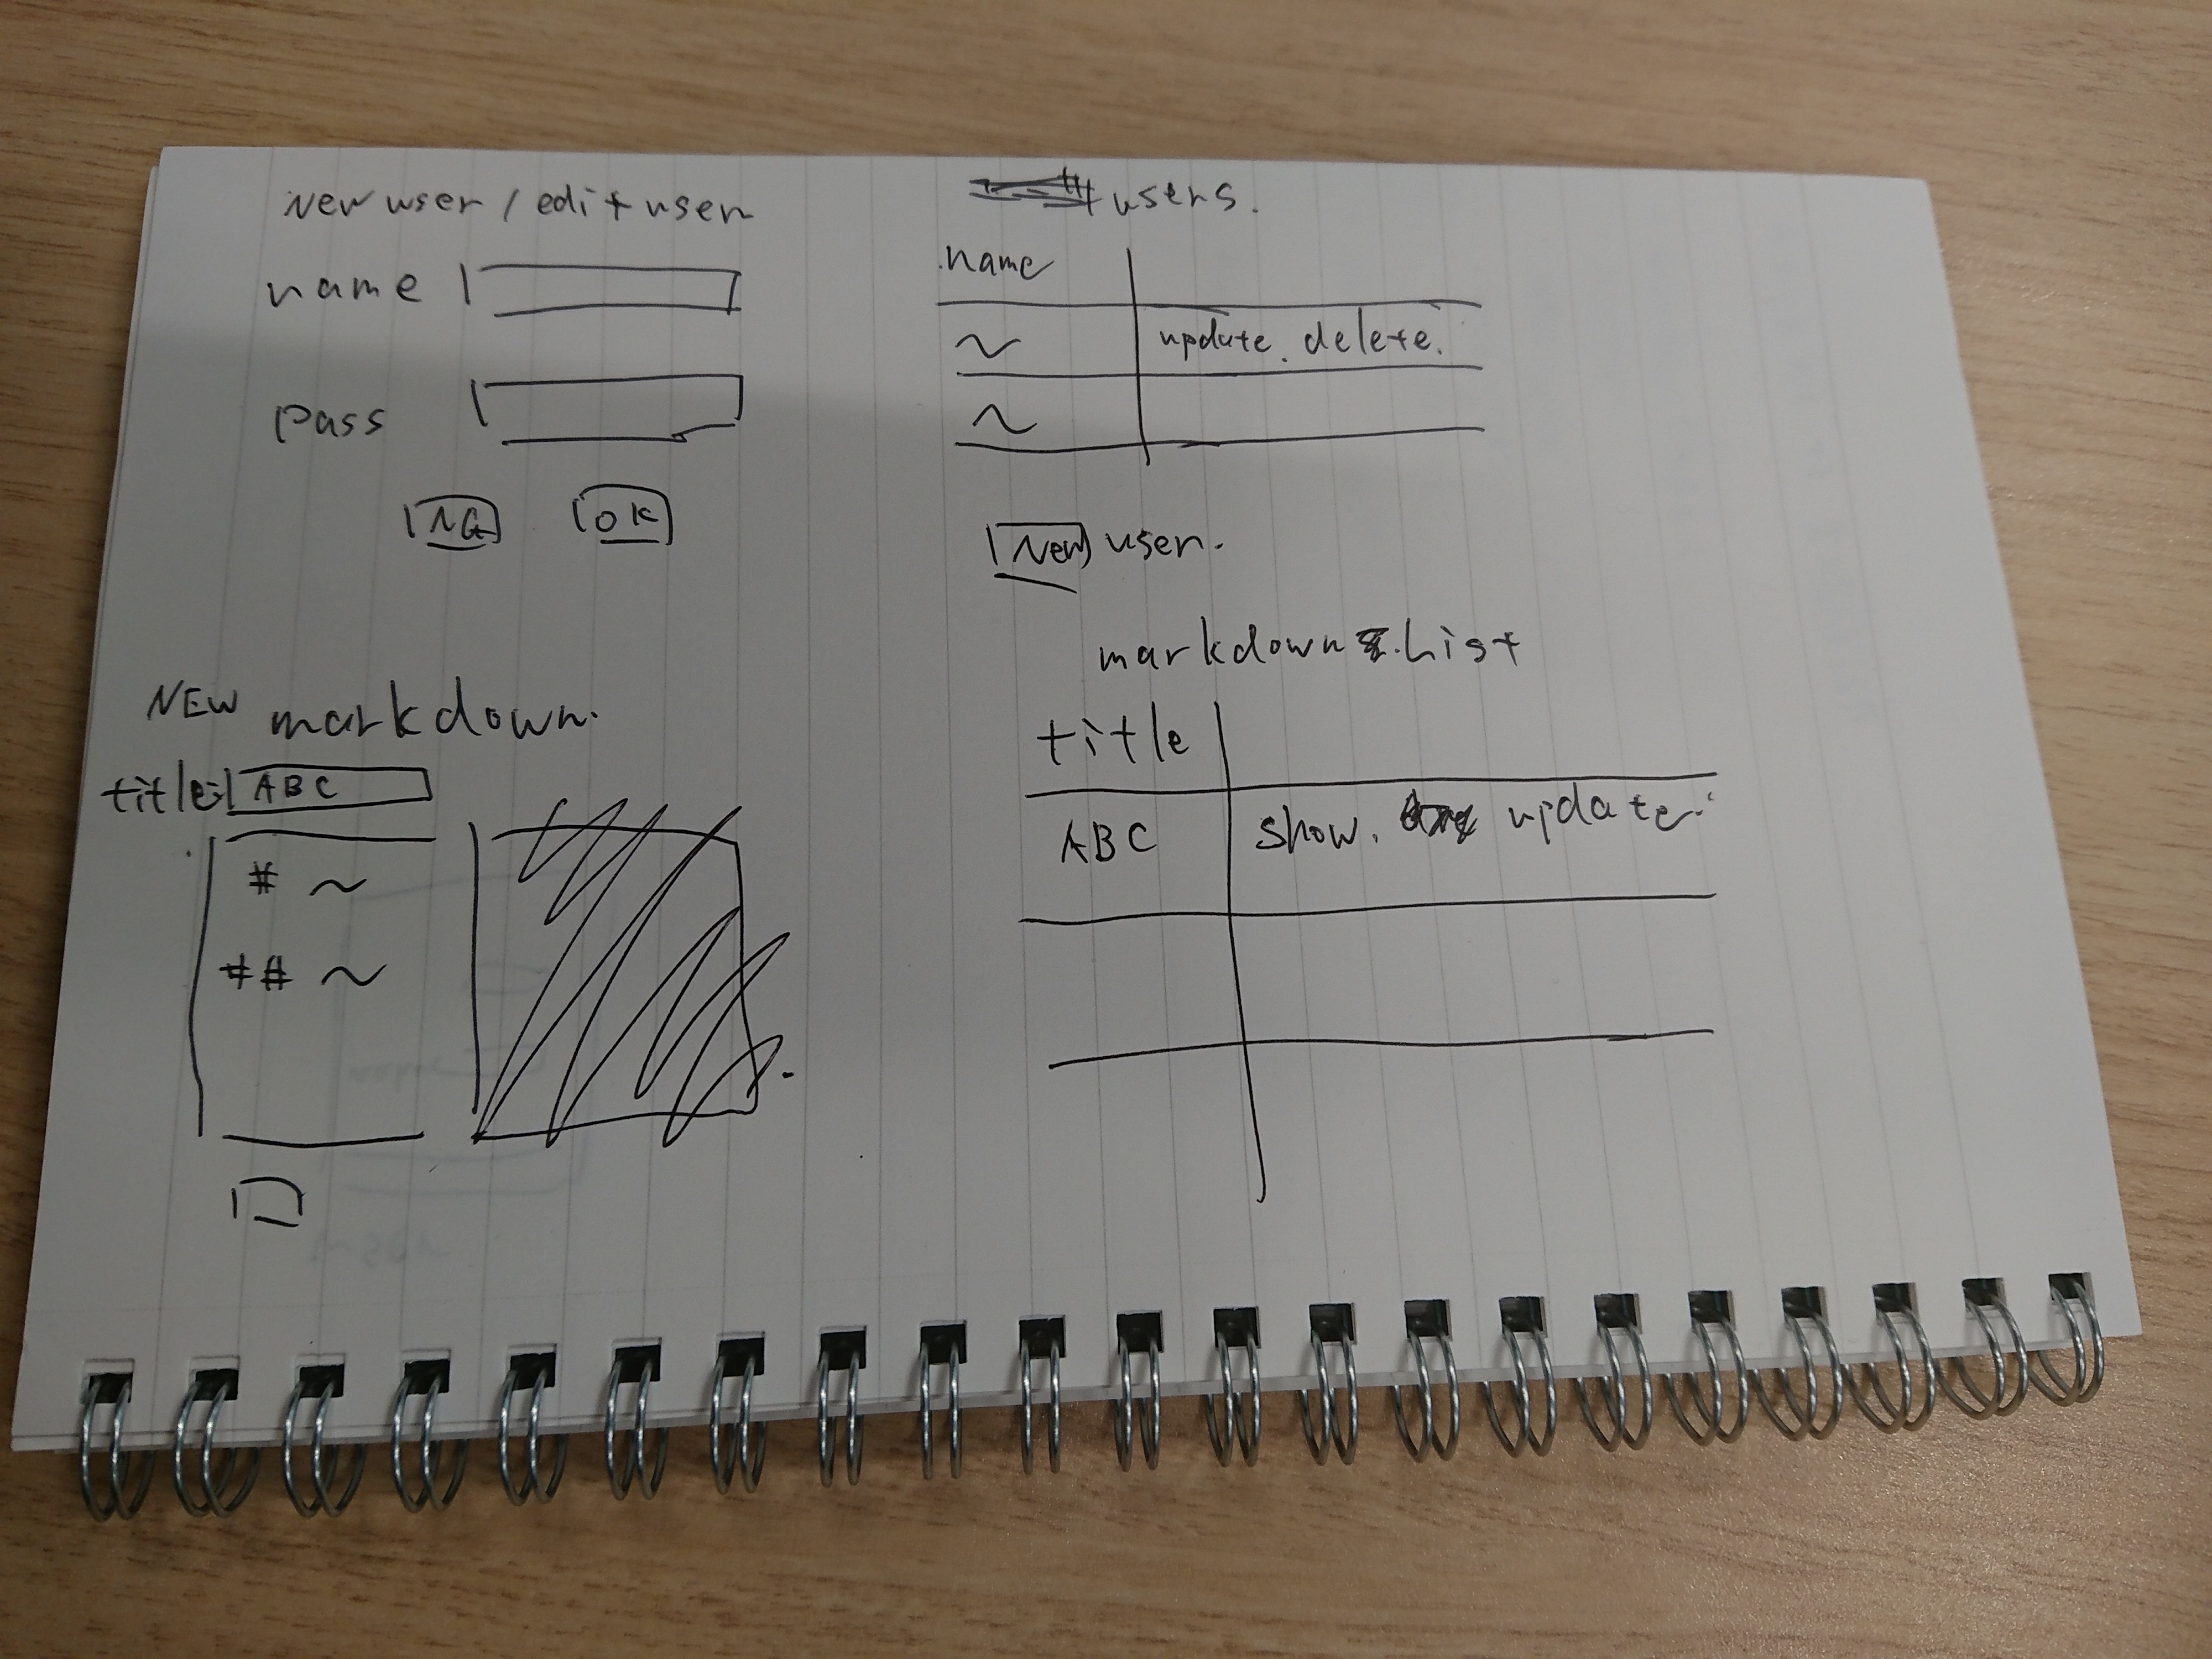 New user / edit user
name
pass
NG OK
users.
name
~ update. delete.
~
New user.
NEW markdown.
title: ABC
# ~
## ~
markdown List
title
ABC show. update.